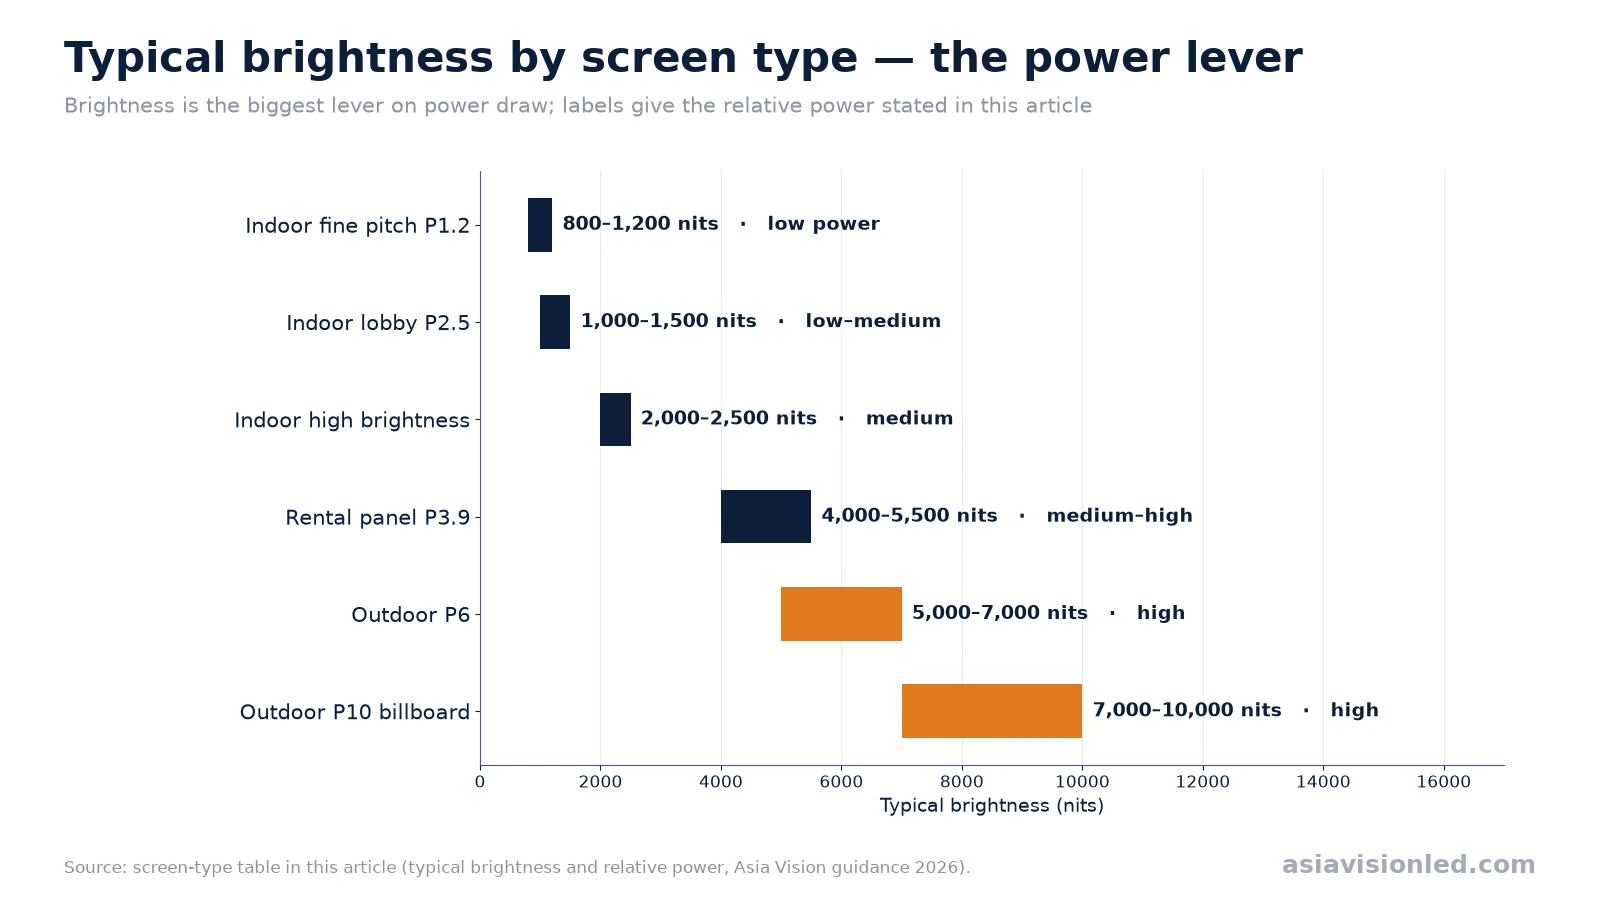 Typical brightness by screen type — the power lever
Brightness is the biggest lever on power draw; labels give the relative power stated in this article
Indoor fine pitch P1.2
800–1,200 nits · low power
Indoor lobby P2.5
1,000–1,500 nits · low–medium
Indoor high brightness
2,000–2,500 nits · medium
Rental panel P3.9
4,000–5,500 nits · medium–high
Outdoor P6
5,000–7,000 nits · high
Outdoor P10 billboard
7,000–10,000 nits · high
0 2000 4000 6000 8000 10000 12000 14000 16000
Typical brightness (nits)
Source: screen-type table in this article (typical brightness and relative power, Asia Vision guidance 2026).
asiavisionled.com